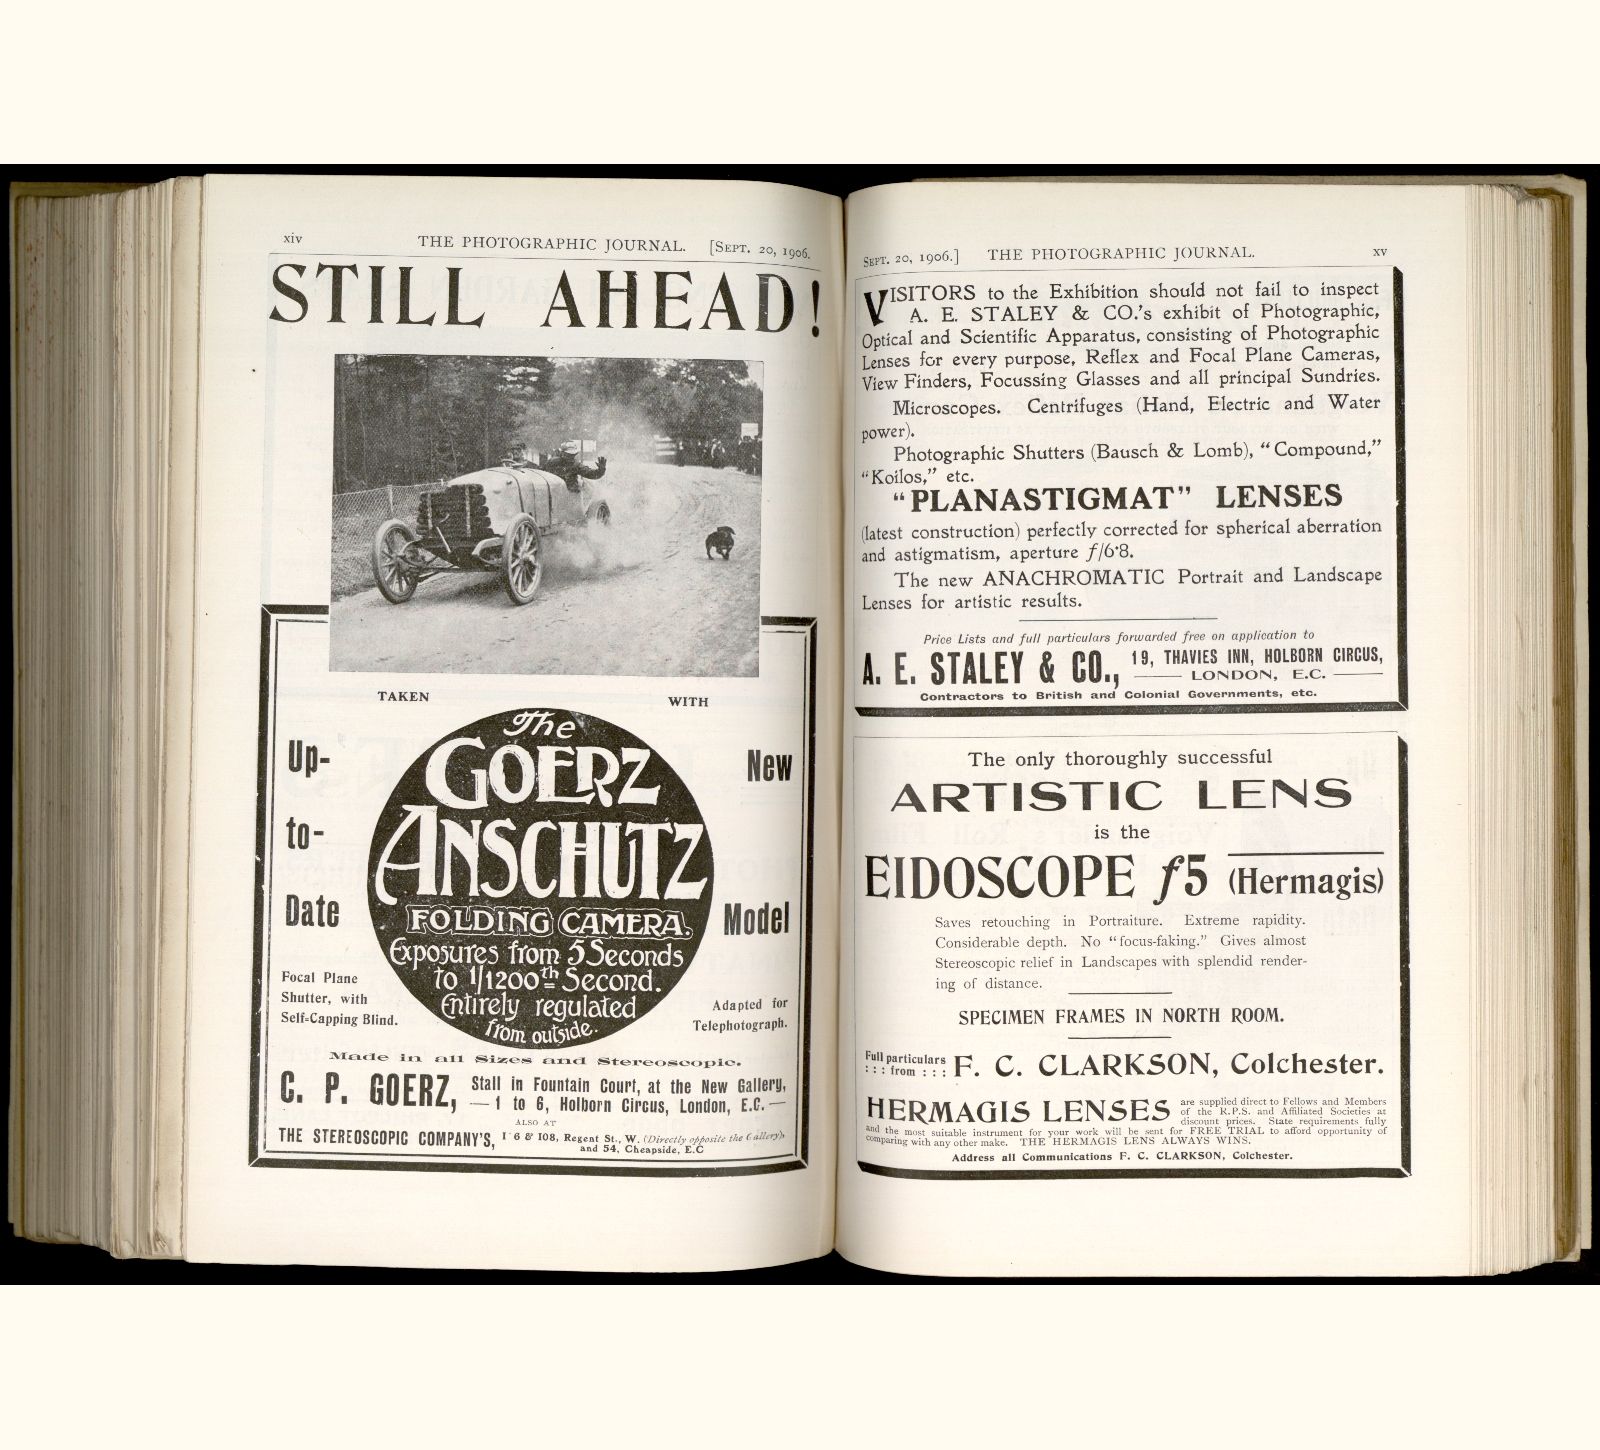 xiv THE PHOTOGRAPHIC JOURNAL. [SEPT. 20, 1906.
STILL AHEAD!
TAKEN WITH
Up-
to-
Date
New
Model
The
GOERZ
ANSCHUTZ
FOLDING CAMERA.
Exposures from 5 Seconds
to 1/1200th Second.
Entirely regulated
from outside.
Focal Plane
Shutter, with
Self-Capping Blind.
Adapted for
Telephotograph.
Made in all Sizes and Stereoscopic.
C. P. GOERZ, Stall in Fountain Court, at the New Gallery,
— 1 to 6, Holborn Circus, London, E.C. —
ALSO AT
THE STEREOSCOPIC COMPANY'S, 6 & 108, Regent St., W. (Directly opposite the Gallery),
and 54, Cheapside, E.C
SEPT. 20, 1906.] THE PHOTOGRAPHIC JOURNAL. xv
VISITORS to the Exhibition should not fail to inspect
A. E. STALEY & CO.'s exhibit of Photographic,
Optical and Scientific Apparatus, consisting of Photographic
Lenses for every purpose, Reflex and Focal Plane Cameras,
View Finders, Focussing Glasses and all principal Sundries.
Microscopes. Centrifuges (Hand, Electric and Water
power).
Photographic Shutters (Bausch & Lomb), "Compound,"
"Koilos," etc.
"PLANASTIGMAT" LENSES
(latest construction) perfectly corrected for spherical aberration
and astigmatism, aperture f/6·8.
The new ANACHROMATIC Portrait and Landscape
Lenses for artistic results.
Price Lists and full particulars forwarded free on application to
A. E. STALEY & CO., 19, THAVIES INN, HOLBORN CIRCUS,
— LONDON, E.C. —
Contractors to British and Colonial Governments, etc.
The only thoroughly successful
ARTISTIC LENS
is the
EIDOSCOPE f5 (Hermagis)
Saves retouching in Portraiture. Extreme rapidity.
Considerable depth. No "focus-faking." Gives almost
Stereoscopic relief in Landscapes with splendid render-
ing of distance.
SPECIMEN FRAMES IN NORTH ROOM.
Full particulars
: : : from : : : F. C. CLARKSON, Colchester.
HERMAGIS LENSES are supplied direct to Fellows and Members
of the R.P.S. and Affiliated Societies at
discount prices. State requirements fully
and the most suitable instrument for your work will be sent for FREE TRIAL to afford opportunity of
comparing with any other make. THE HERMAGIS LENS ALWAYS WINS.
Address all Communications F. C. CLARKSON, Colchester.